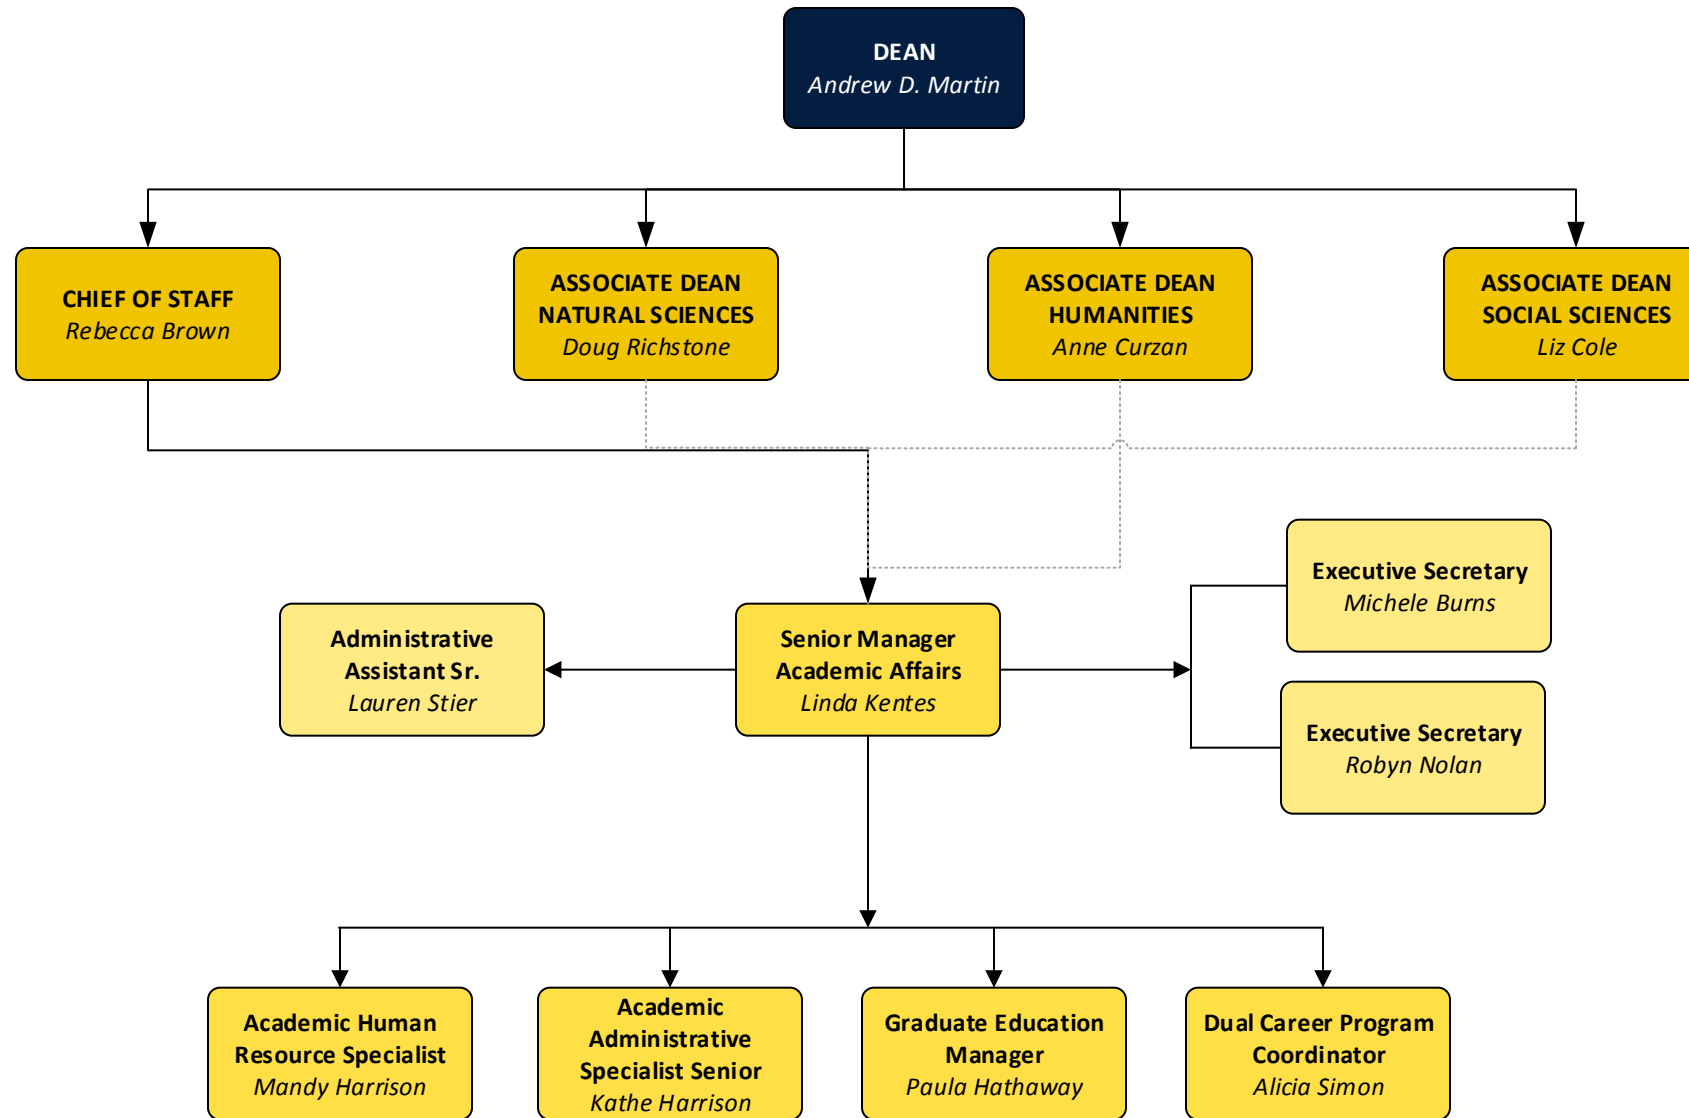 DEAN
Andrew D. Martin
CHIEF OF STAFF
Rebecca Brown
ASSOCIATE DEAN
NATURAL SCIENCES
Doug Richstone
ASSOCIATE DEAN
HUMANITIES
Anne Curzan
ASSOCIATE DEAN
SOCIAL SCIENCES
Liz Cole
Administrative
Assistant Sr.
Lauren Stier
Senior Manager
Academic Affairs
Linda Kentes
Executive Secretary
Michele Burns
Executive Secretary
Robyn Nolan
Academic Human
Resource Specialist
Mandy Harrison
Academic
Administrative
Specialist Senior
Kathe Harrison
Graduate Education
Manager
Paula Hathaway
Dual Career Program
Coordinator
Alicia Simon